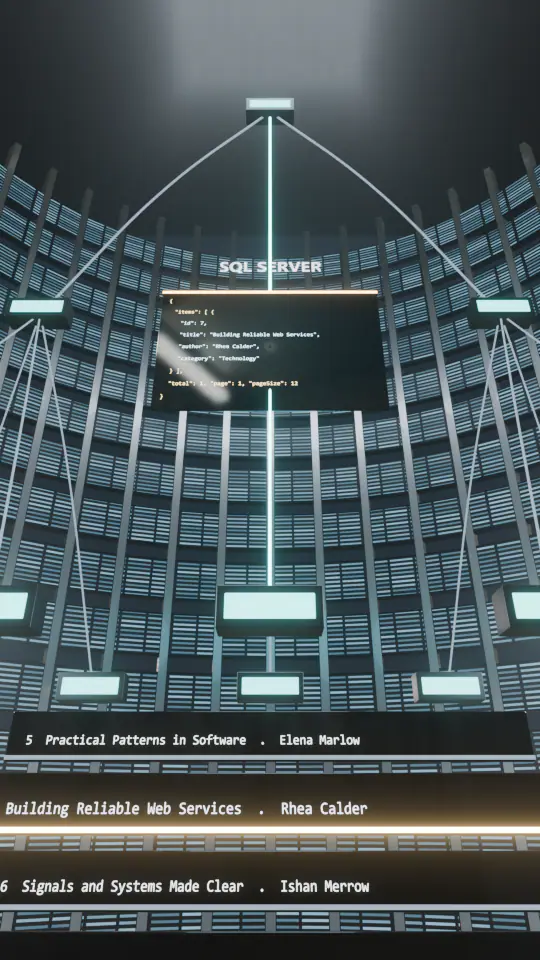 SQL SERVER
{
"items": [ {
"id": 7,
"title": "Building Reliable Web Services",
"author": "Rhea Calder",
"category": "Technology"
} ],
"total": 1, "page": 1, "pageSize": 12
}
5 Practical Patterns in Software . Elena Marlow
Building Reliable Web Services . Rhea Calder
6 Signals and Systems Made Clear . Ishan Merrow